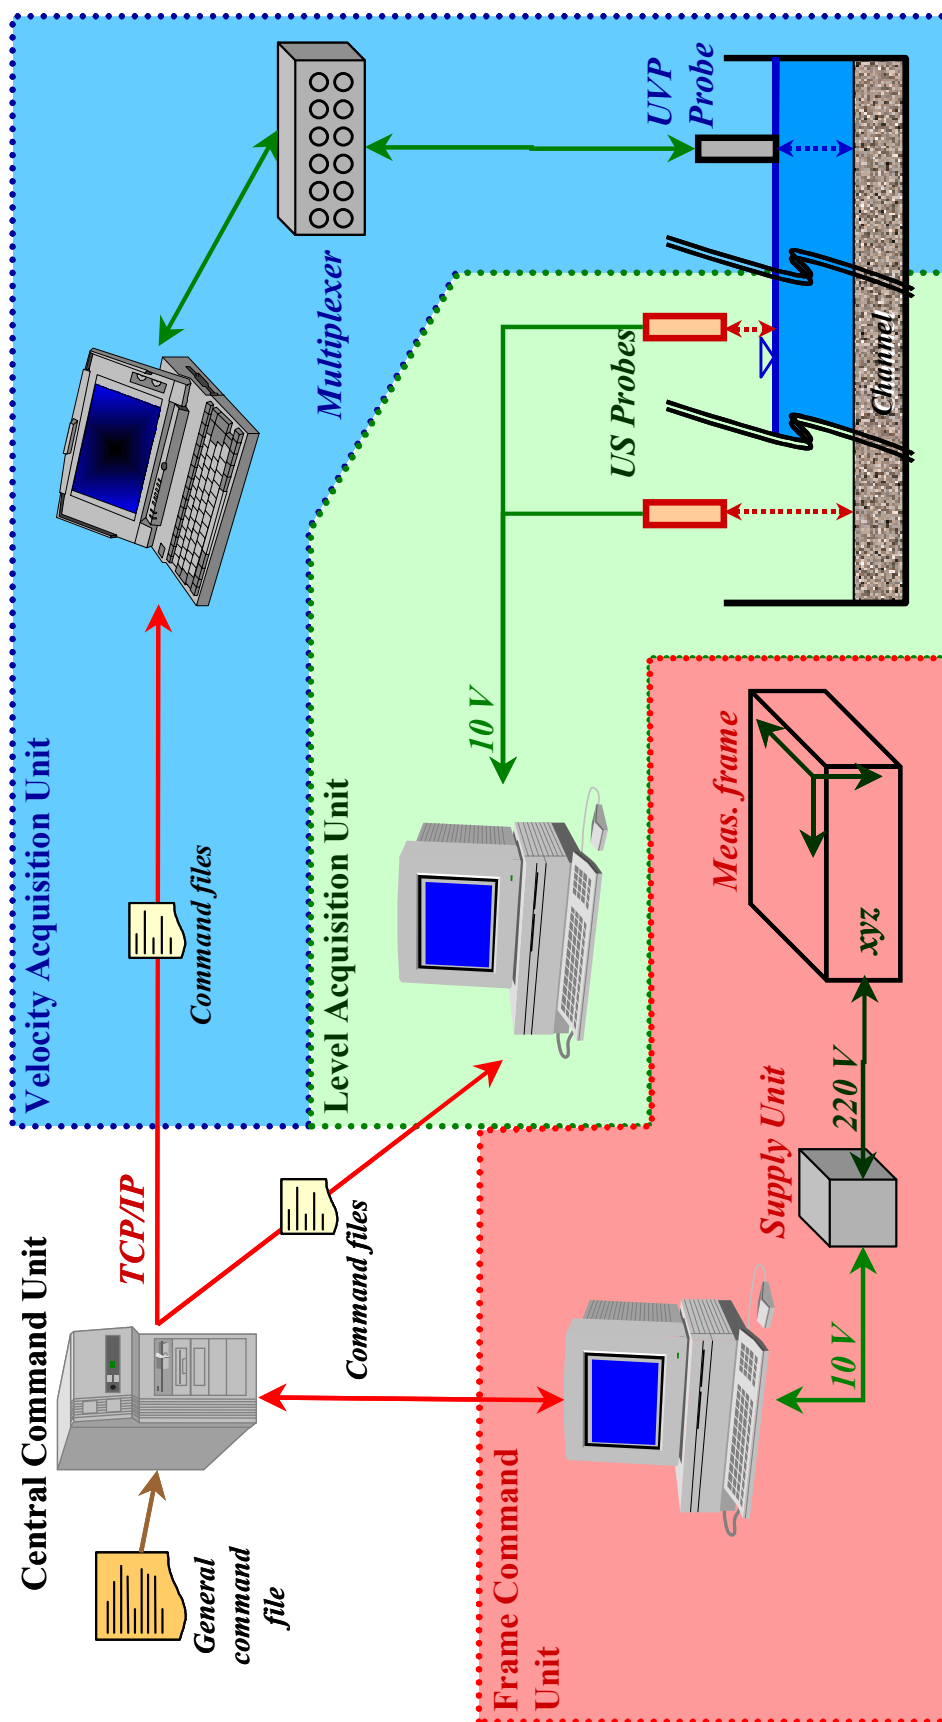 Central Command Unit
General
command
file
TCP/IP
Command files
Command files
Velocity Acquisition Unit
Multiplexer
UVP
Probe
Level Acquisition Unit
10 V
US Probes
Channel
Frame Command
Unit
10 V
Supply Unit
220 V
Meas. frame
xyz